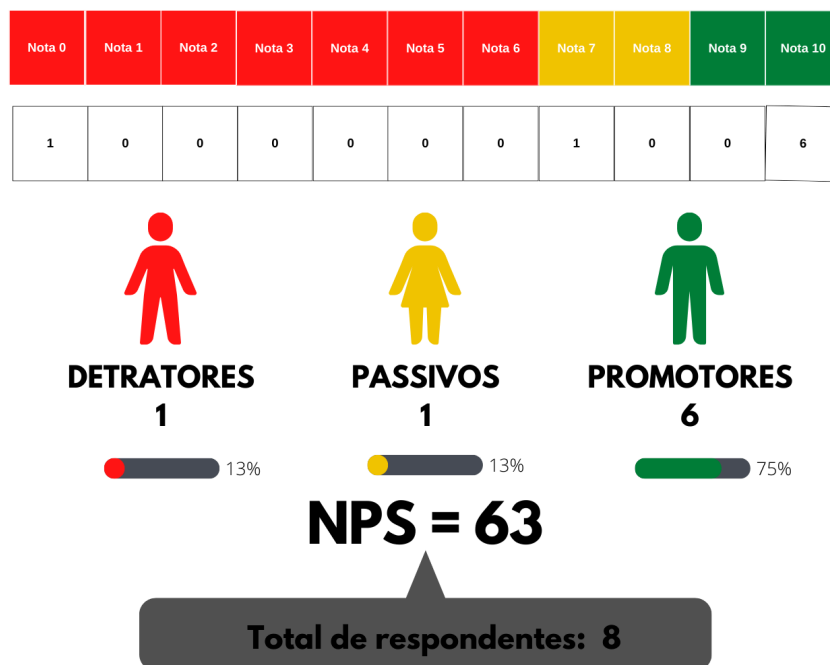 Nota 0 Nota 1 Nota 2 Nota 3 Nota 4 Nota 5 Nota 6 Nota 7 Nota 8 Nota 9 Nota 10
1 0 0 0 0 0 0 1 0 0 6
DETRATORES PASSIVOS PROMOTORES
1 1 6
13% 13% 75%
NPS = 63
Total de respondentes: 8